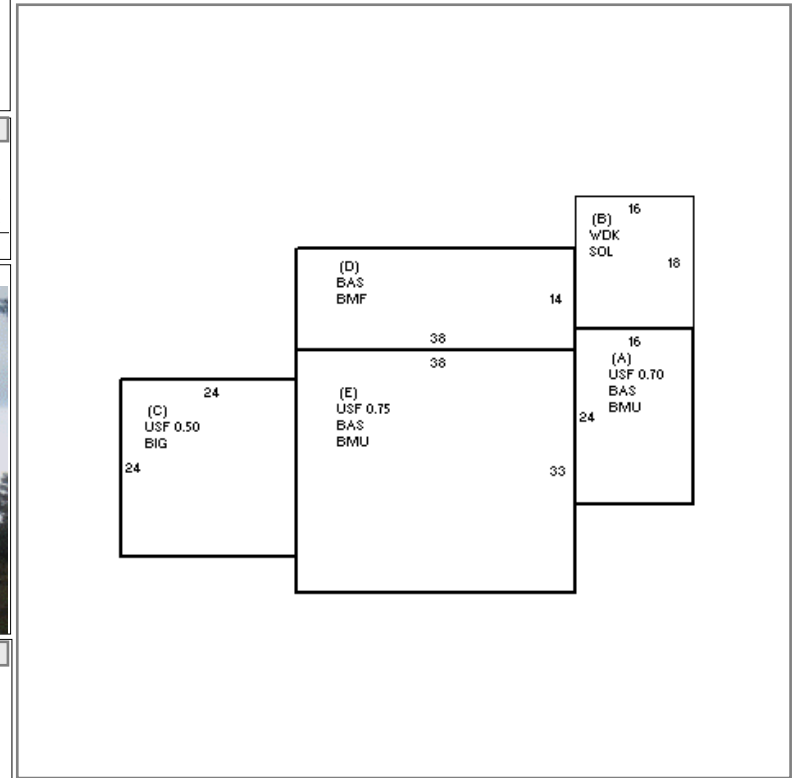 16
(B)
WDK
SOL
18
(D)
BAS
BMF
14
38
16
(A)
USF 0.70
BAS
BMU
24
38
(E)
USF 0.75
BAS
BMU
33
24
(C)
USF 0.50
BIG
24